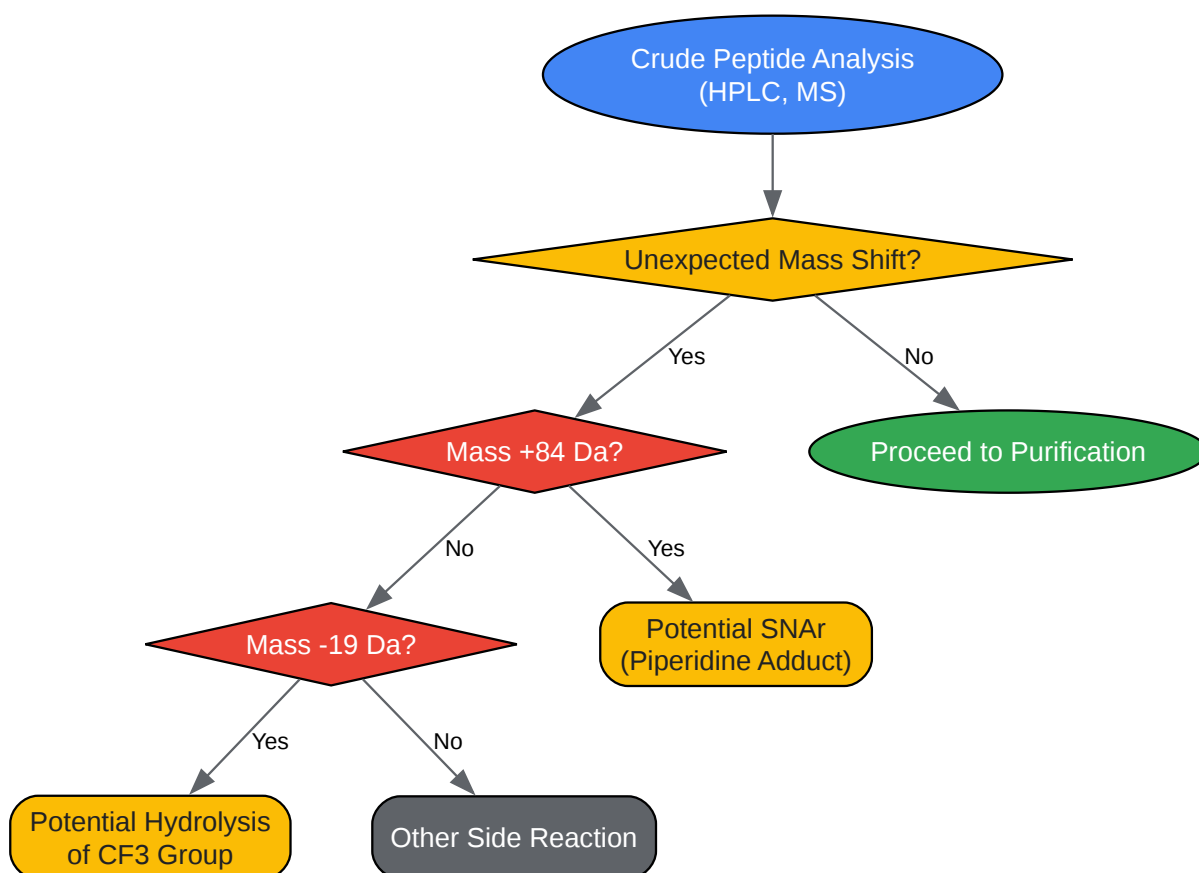 Crude Peptide Analysis
(HPLC, MS)
Unexpected Mass Shift?
Yes
No
Mass +84 Da?
Proceed to Purification
No
Yes
Potential SNAr
(Piperidine Adduct)
Mass -19 Da?
Yes
No
Potential Hydrolysis
of CF3 Group
Other Side Reaction